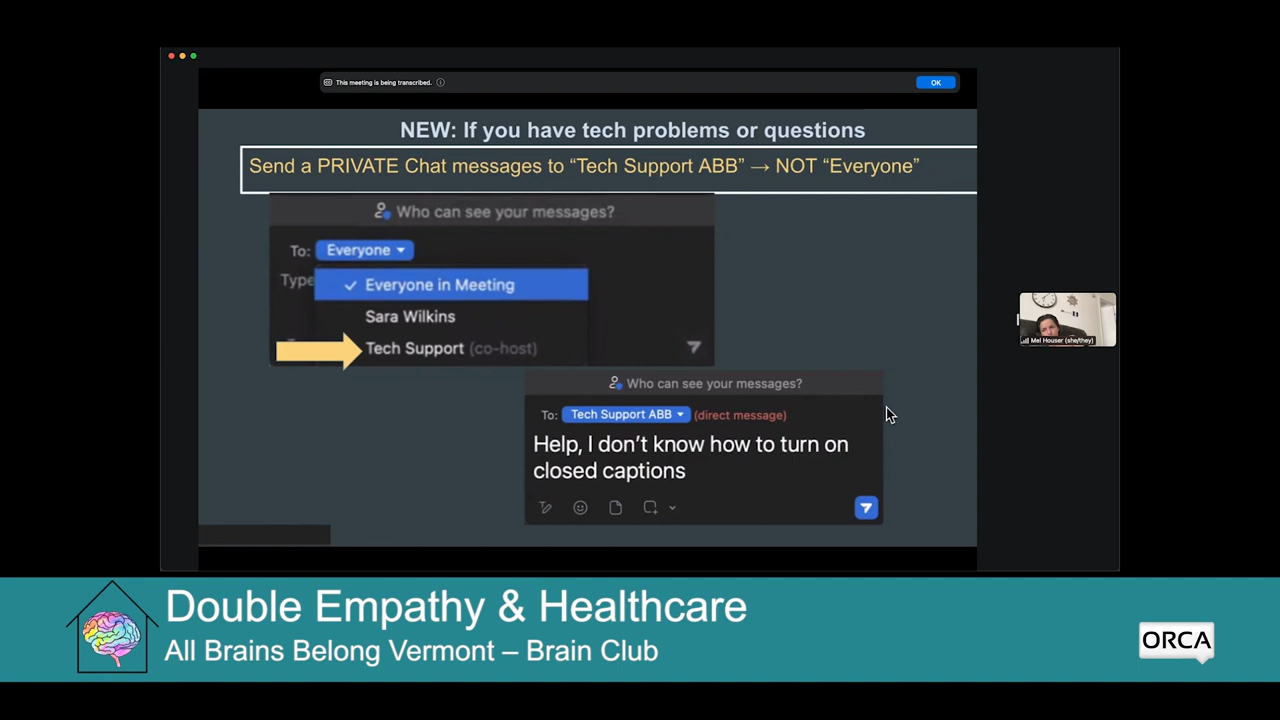 This meeting is being transcribed.
OK
NEW: If you have tech problems or questions
Send a PRIVATE Chat messages to “Tech Support ABB” → NOT “Everyone”
Who can see your messages?
To: Everyone
Type
Everyone in Meeting
Sara Wilkins
Tech Support (co-host)
Who can see your messages?
To: Tech Support ABB (direct message)
Help, I don’t know how to turn on
closed captions
Mel Houser (she/they)
Double Empathy & Healthcare
All Brains Belong Vermont – Brain Club
ORCA